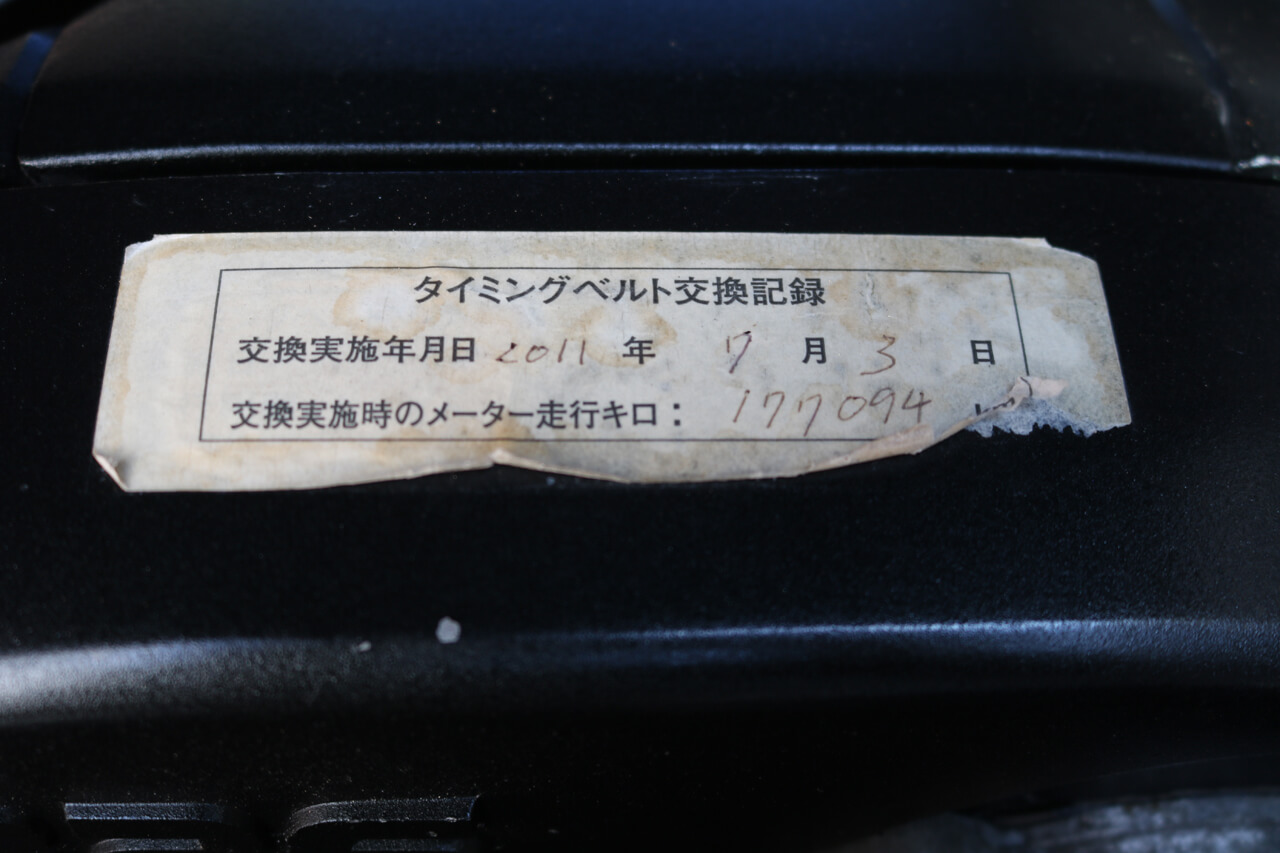 タイミングベルト交換記録
交換実施年月日 2011 年 7 月 3 日
交換実施時のメーター走行キロ： 177094